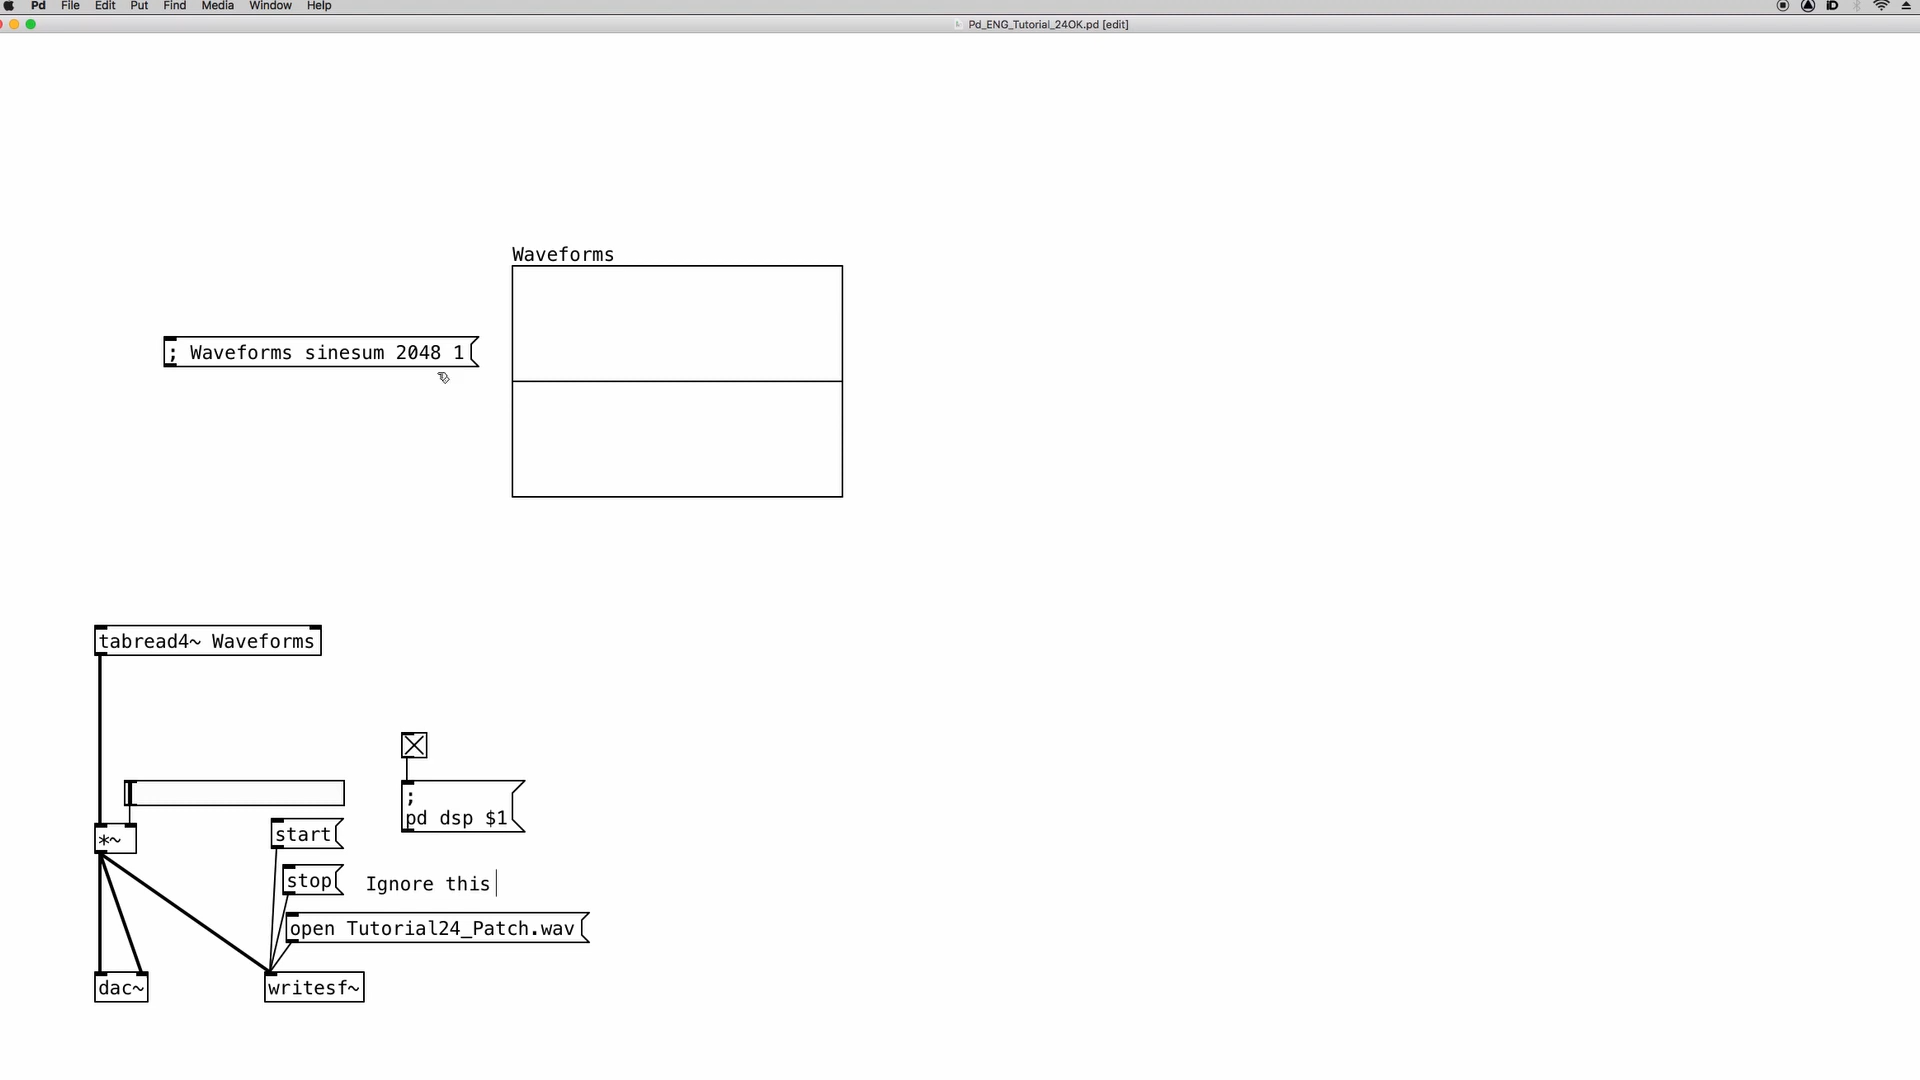 Pd File Edit Put Find Media Window Help
Pd_ENG_Tutorial_24OK.pd [edit]
Waveforms
; Waveforms sinesum 2048 1
tabread4~ Waveforms
;
pd dsp $1
*~
start
stop
Ignore this
open Tutorial24_Patch.wav
dac~
writesf~